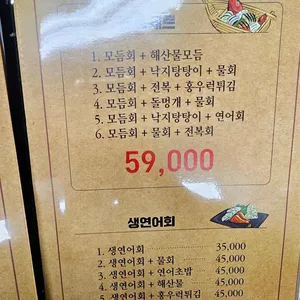 1. 모듬회 + 해산물모듬
2. 모듬회 + 낙지탕탕이 + 물회
3. 모듬회 + 전복 + 홍우럭튀김
4. 모듬회 + 돌멍개 + 물회
5. 모듬회 + 낙지탕탕이 + 연어회
6. 모듬회 + 물회 + 전복회
59,000
생연어회
1. 생연어회 35,000
2. 생연어회 + 물회 45,000
3. 생연어회 + 연어초밥 45,000
4. 생연어회 + 해산물 45,000
5. 생연어회 + 홍우럭튀김 45,000